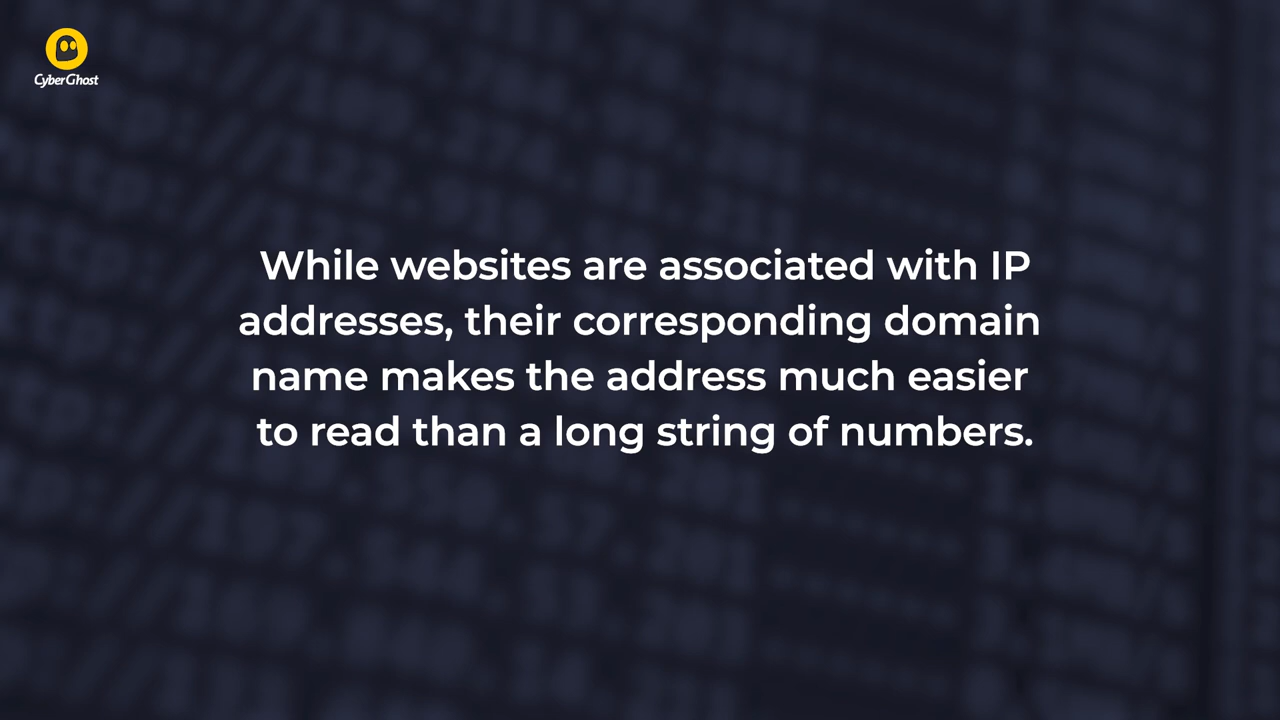 CyberGhost
While websites are associated with IP
addresses, their corresponding domain
name makes the address much easier
to read than a long string of numbers.